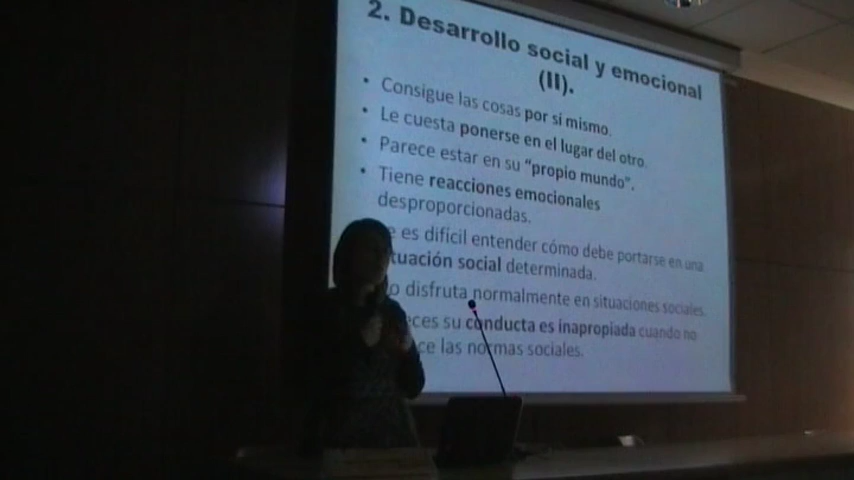 2. Desarrollo social y emocional
(II).
• Consigue las cosas por sí mismo.
• Le cuesta ponerse en el lugar del otro.
• Parece estar en su "propio mundo".
• Tiene reacciones emocionales
desproporcionadas.
e es difícil entender cómo debe portarse en una
tuación social determinada.
o disfruta normalmente en situaciones sociales.
eces su conducta es inapropiada cuando no
ce las normas sociales.